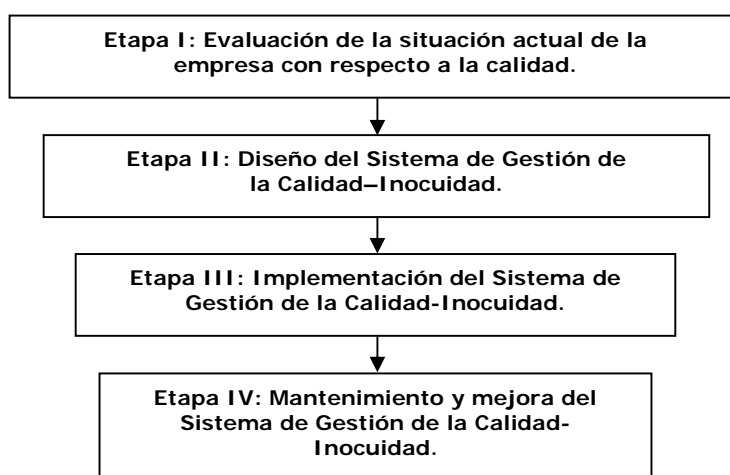 Etapa I: Evaluación de la situación actual de la
empresa con respecto a la calidad.
Etapa II: Diseño del Sistema de Gestión de
la Calidad–Inocuidad.
Etapa III: Implementación del Sistema de
Gestión de la Calidad-Inocuidad.
Etapa IV: Mantenimiento y mejora del
Sistema de Gestión de la Calidad-
Inocuidad.